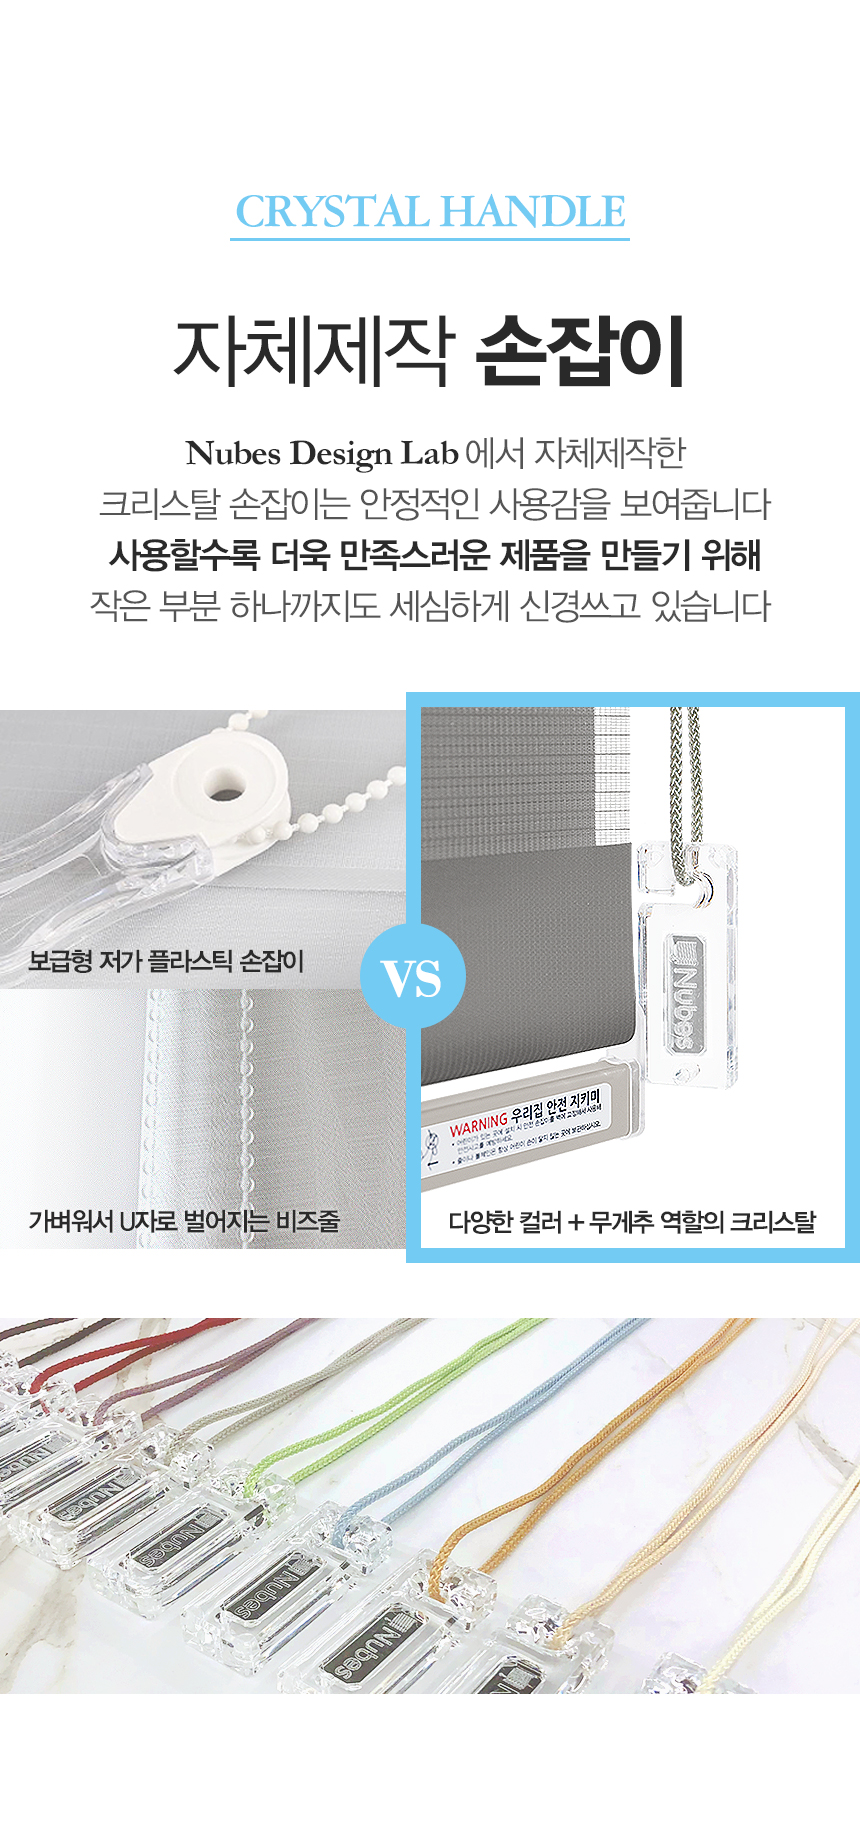 CRYSTAL HANDLE
자체제작 손잡이
Nubes Design Lab 에서 자체제작한
크리스탈 손잡이는 안정적인 사용감을 보여줍니다
사용할수록 더욱 만족스러운 제품을 만들기 위해
작은 부분 하나까지도 세심하게 신경쓰고 있습니다
보급형 저가 플라스틱 손잡이
VS
Nubes
WARNING 우리집 안전 지키미
가벼워서 U자로 벌어지는 비즈줄
다양한 컬러 + 무게추 역할의 크리스탈
Nubes
Nubes
Nubes
Nubes
Nubes